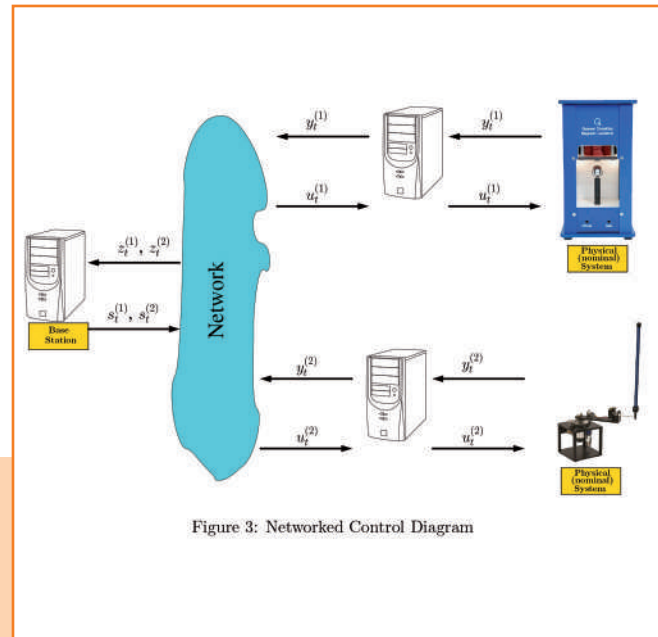 y_t^{(1)} y_t^{(1)}
u_t^{(1)} u_t^{(1)}
Physical
(nominal)
System
z_t^{(1)}, z_t^{(2)}
s_t^{(1)}, s_t^{(2)}
Base
Station
Network
y_t^{(2)} y_t^{(2)}
u_t^{(2)} u_t^{(2)}
Physical
(nominal)
System
Figure 3: Networked Control Diagram